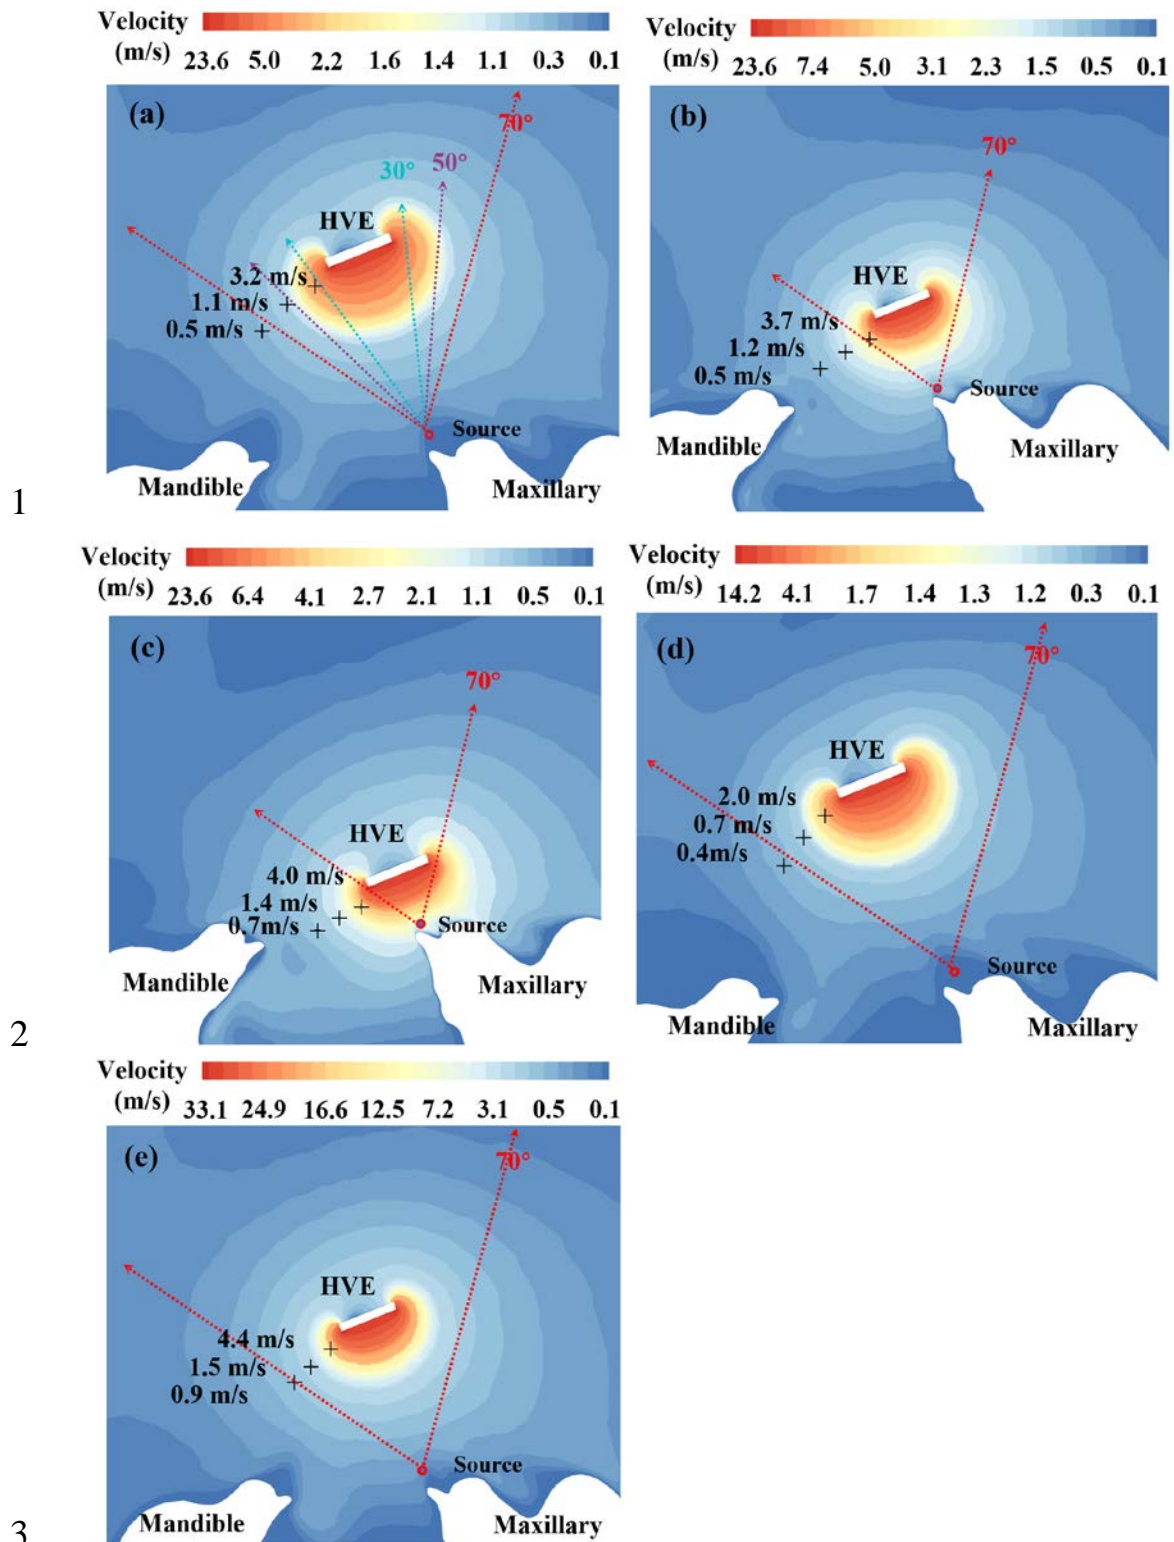 Velocity
(m/s) 23.6 5.0 2.2 1.6 1.4 1.1 0.3 0.1
(a)
70°
50°
30°
HVE
3.2 m/s
1.1 m/s
0.5 m/s
Source
Mandible
Maxillary
Velocity
(m/s) 23.6 7.4 5.0 3.1 2.3 1.5 0.5 0.1
(b)
70°
HVE
3.7 m/s
1.2 m/s
0.5 m/s
Source
Mandible
Maxillary
1
Velocity
(m/s) 23.6 6.4 4.1 2.7 2.1 1.1 0.5 0.1
(c)
70°
HVE
4.0 m/s
1.4 m/s
0.7m/s
Source
Mandible
Maxillary
Velocity
(m/s) 14.2 4.1 1.7 1.4 1.3 1.2 0.3 0.1
(d)
70°
HVE
2.0 m/s
0.7 m/s
0.4m/s
Source
Mandible
Maxillary
2
Velocity
(m/s) 33.1 24.9 16.6 12.5 7.2 3.1 0.5 0.1
(e)
70°
HVE
4.4 m/s
1.5 m/s
0.9 m/s
Source
Mandible
Maxillary
3